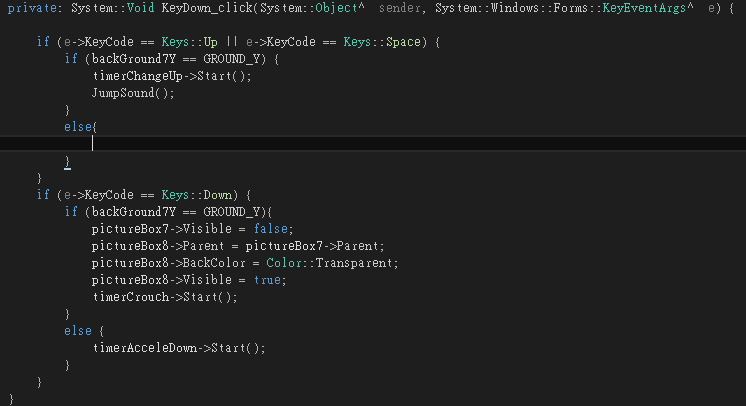 private: System::Void KeyDown_click(System::Object^  sender, System::Windows::Forms::KeyEventArgs^  e) {
if (e->KeyCode == Keys::Up || e->KeyCode == Keys::Space) {
if (backGround7Y == GROUND_Y) {
timerChangeUp->Start();
JumpSound();
}
else{
}
}
if (e->KeyCode == Keys::Down) {
if (backGround7Y == GROUND_Y){
pictureBox7->Visible = false;
pictureBox8->Parent = pictureBox7->Parent;
pictureBox8->BackColor = Color::Transparent;
pictureBox8->Visible = true;
timerCrouch->Start();
}
else {
timerAcceleDown->Start();
}
}
}